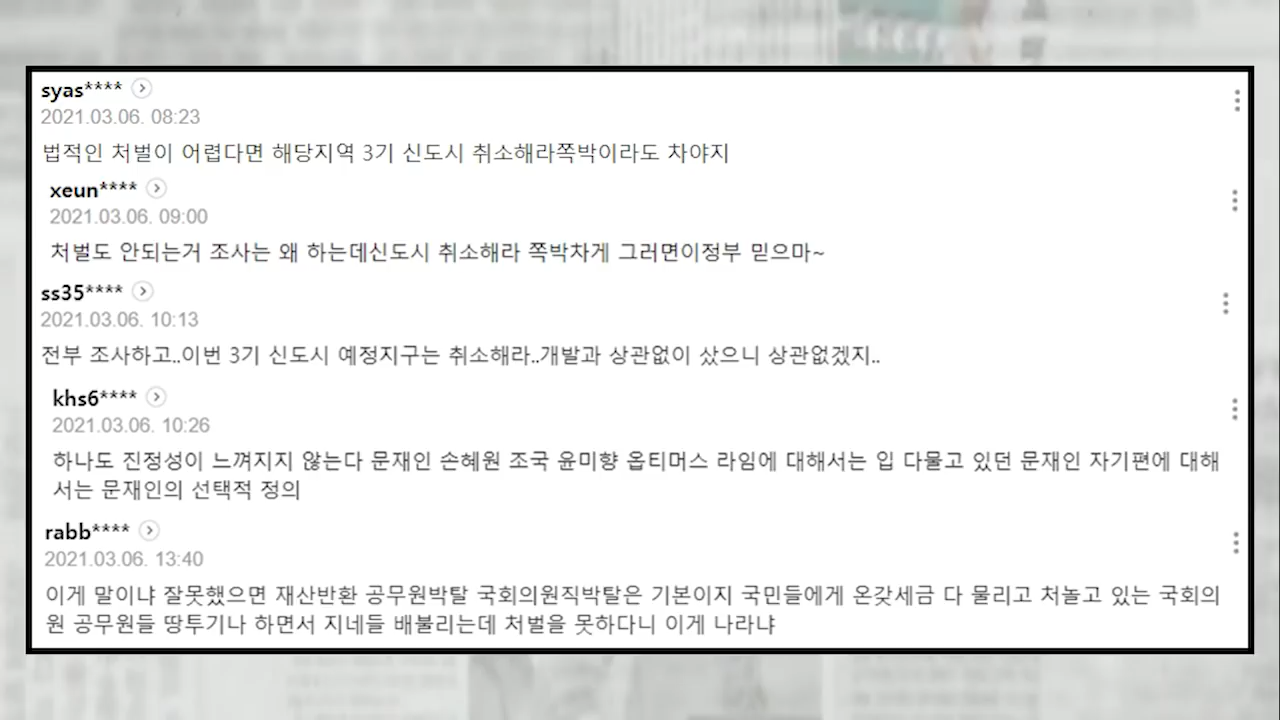 syas****
2021.03.06. 08:23
법적인 처벌이 어렵다면 해당지역 3기 신도시 취소해라쪽박이라도 차야지
xeun****
2021.03.06. 09:00
처벌도 안되는거 조사는 왜 하는데신도시 취소해라 쪽박차게 그러면이정부 믿으마~
ss35****
2021.03.06. 10:13
전부 조사하고..이번 3기 신도시 예정지구는 취소해라..개발과 상관없이 샀으니 상관없겠지..
khs6****
2021.03.06. 10:26
하나도 진정성이 느껴지지 않는다 문재인 손혜원 조국 윤미향 옵티머스 라임에 대해서는 입 다물고 있던 문재인 자기편에 대해
서는 문재인의 선택적 정의
rabb****
2021.03.06. 13:40
이게 말이냐 잘못했으면 재산반환 공무원박탈 국회의원직박탈은 기본이지 국민들에게 온갖세금 다 물리고 처놀고 있는 국회의
원 공무원들 땅투기나 하면서 지네들 배불리는데 처벌을 못하다니 이게 나라냐